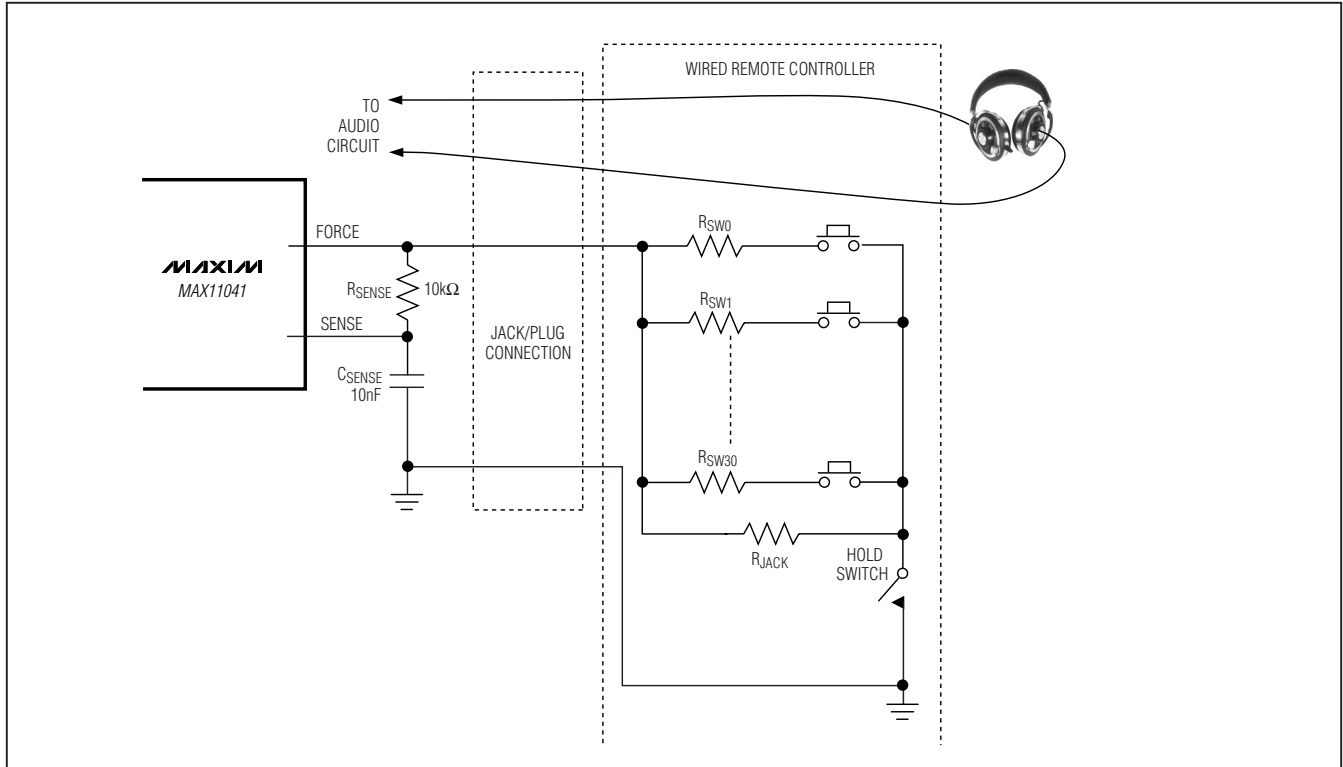 WIRED REMOTE CONTROLLER
TO
AUDIO
CIRCUIT
FORCE
MAXIM
MAX11041
RSENSE
10kΩ
SENSE
CSENSE
10nF
JACK/PLUG
CONNECTION
RSW0
RSW1
RSW30
RJACK
HOLD
SWITCH